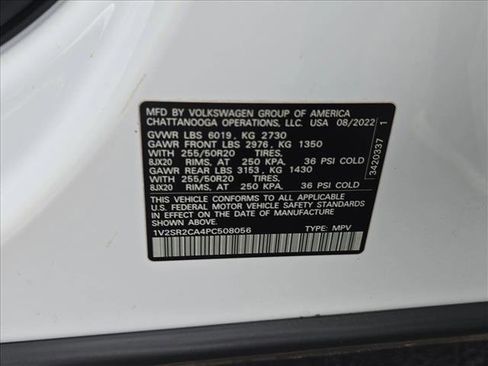 MFD BY VOLKSWAGEN GROUP OF AMERICA
CHATTANOOGA OPERATIONS, LLC. USA 08/2022
GVWR LBS 6019, KG 2730
GAWR FRONT LBS 2976, KG 1350
WITH 255/50R20 TIRES.
8JX20 RIMS, AT 250 KPA. 36 PSI COLD
GAWR REAR LBS 3153, KG 1430
WITH 255/50R20 TIRES.
8JX20 RIMS, AT 250 KPA. 36 PSI COLD
THIS VEHICLE CONFORMS TO ALL APPLICABLE
U.S. FEDERAL MOTOR VEHICLE SAFETY STANDARDS
IN EFFECT ON THE DATE OF MANUFACTURE
SHOWN ABOVE.
1V2SR2CA4PC508056 TYPE: MPV
3420337 1